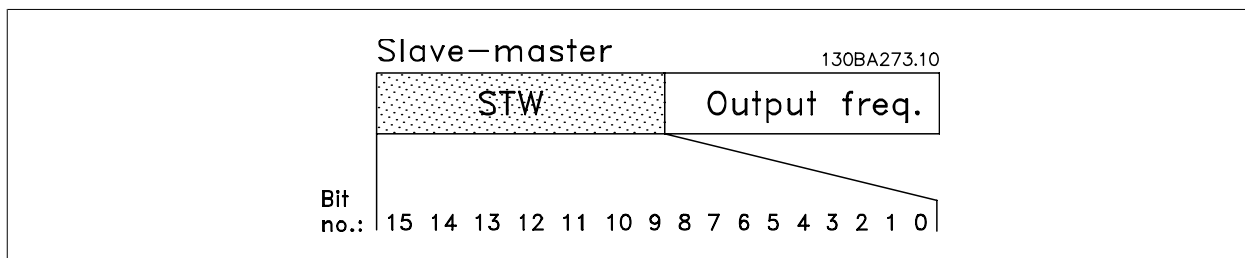 Slave-master
130BA273.10
STW
Output freq.
Bit
no.: 15 14 13 12 11 10 9 8 7 6 5 4 3 2 1 0